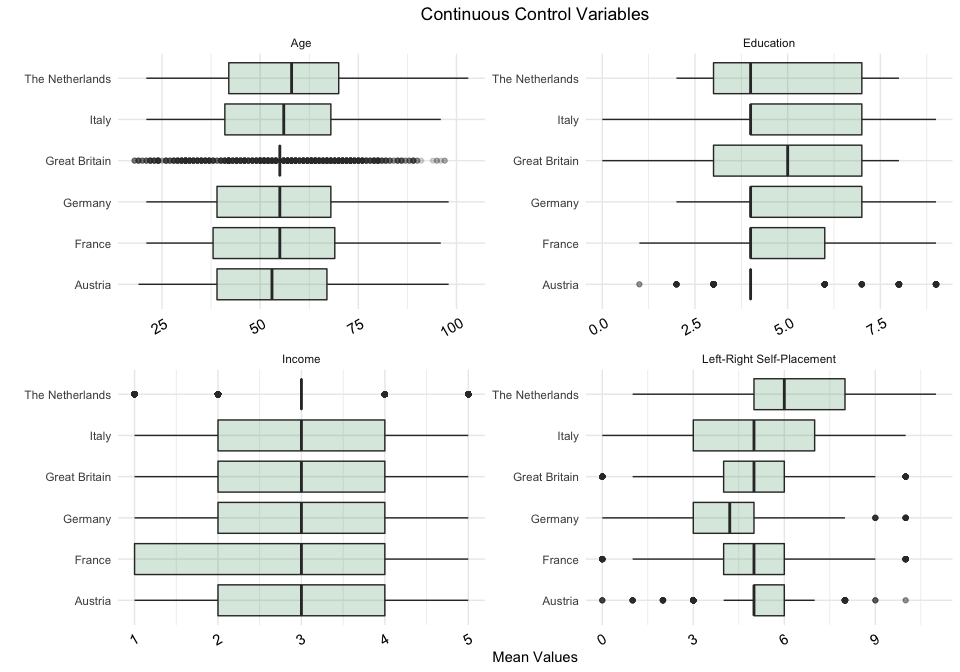 Continuous Control Variables
Age
The Netherlands
Italy
Great Britain
Germany
France
Austria
25 50 75 100
Education
The Netherlands
Italy
Great Britain
Germany
France
Austria
0.0 2.5 5.0 7.5
Income
The Netherlands
Italy
Great Britain
Germany
France
Austria
1 2 3 4 5
Left-Right Self-Placement
The Netherlands
Italy
Great Britain
Germany
France
Austria
0 3 6 9
Mean Values